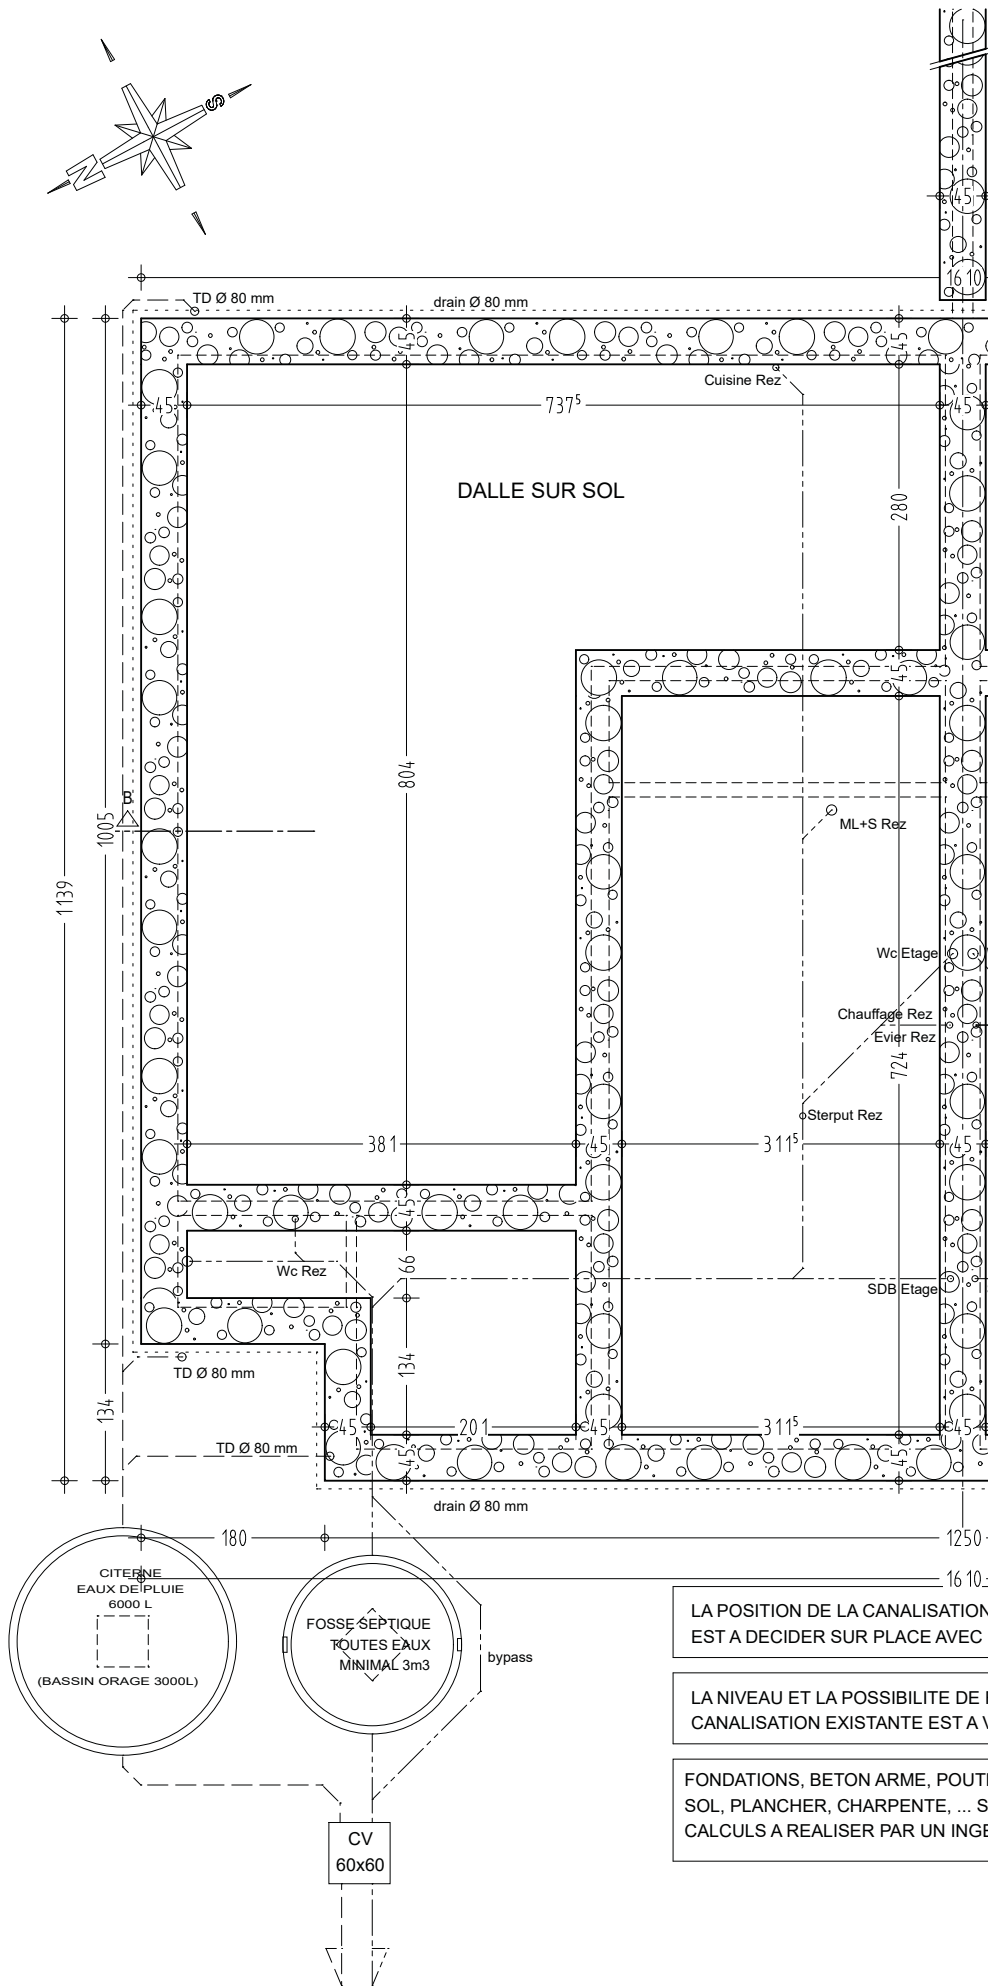 S
N
45
16 10
TD Ø 80 mm
drain Ø 80 mm
45
45
Cuisine Rez
45
737⁵
45
DALLE SUR SOL
280
45
804
B
1005
ML+S Rez
1139
Wc Etage
Chauffage Rez
Evier Rez
724
Sterput Rez
381
45
311⁵
45
45
66
Wc Rez
SDB Etage
134
TD Ø 80 mm
134
45
201
45
311⁵
45
TD Ø 80 mm
45
45
drain Ø 80 mm
180
1250
16 10
CITERNE
EAUX DE PLUIE
6000 L
(BASSIN ORAGE 3000L)
FOSSE SEPTIQUE
TOUTES EAUX
MINIMAL 3m3
bypass
LA POSITION DE LA CANALISATION
EST A DECIDER SUR PLACE AVEC
LA NIVEAU ET LA POSSIBILITE DE
CANALISATION EXISTANTE EST A
FONDATIONS, BETON ARME,
SOL, PLANCHER, CHARPENTE, ...
CALCULS A REALISER PAR UN
CV
60x60